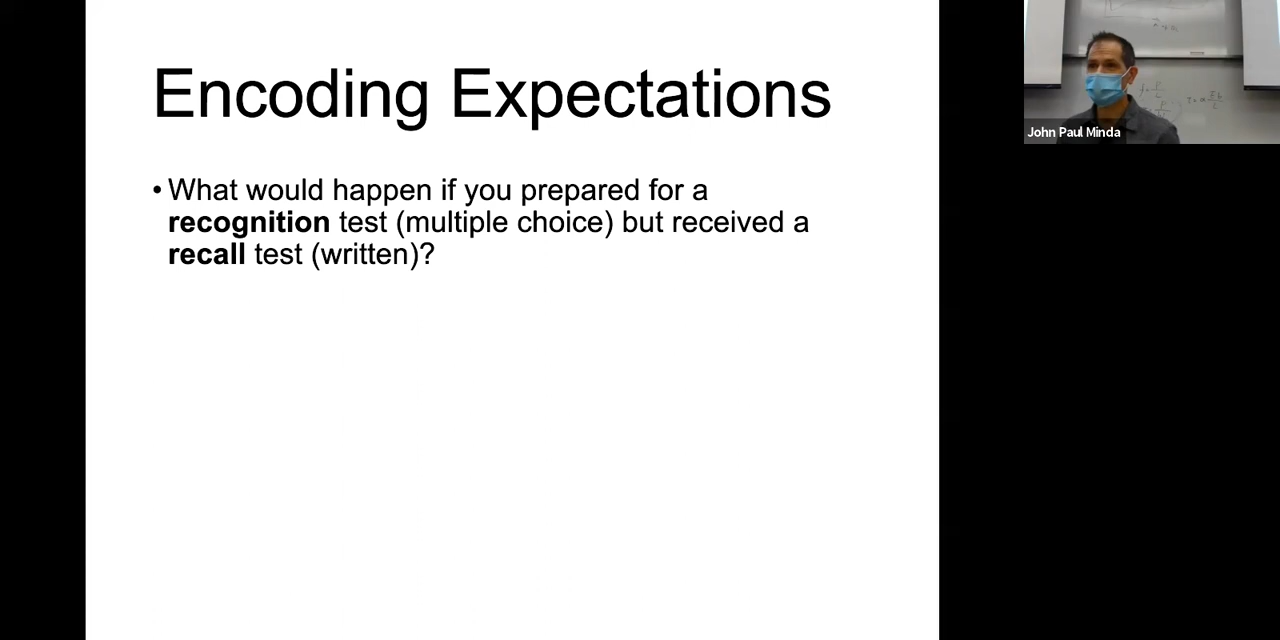 Encoding Expectations
• What would happen if you prepared for a
recognition test (multiple choice) but received a
recall test (written)?
John Paul Minda